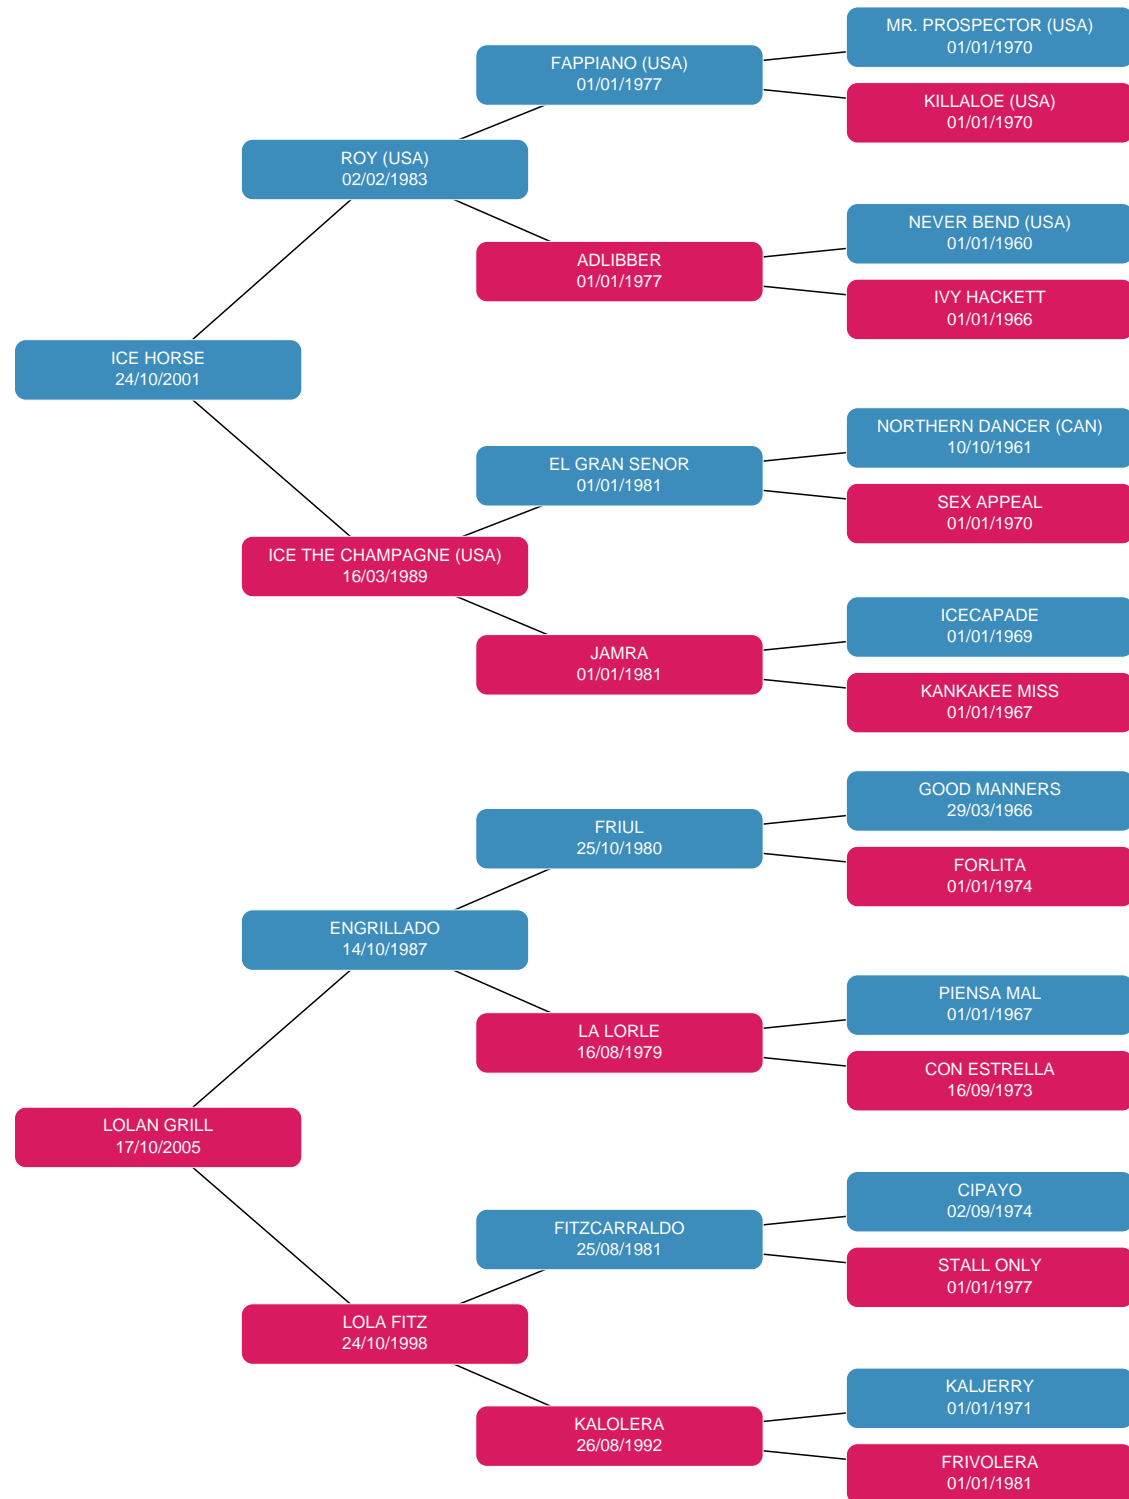 MR. PROSPECTOR (USA)
01/01/1970
FAPPIANO (USA)
01/01/1977
KILLALOE (USA)
01/01/1970
ROY (USA)
02/02/1983
NEVER BEND (USA)
01/01/1960
ADLIBBER
01/01/1977
IVY HACKETT
01/01/1966
ICE HORSE
24/10/2001
NORTHERN DANCER (CAN)
10/10/1961
EL GRAN SENOR
01/01/1981
SEX APPEAL
01/01/1970
ICE THE CHAMPAGNE (USA)
16/03/1989
ICECAPADE
01/01/1969
JAMRA
01/01/1981
KANKAKEE MISS
01/01/1967
GOOD MANNERS
29/03/1966
FRIUL
25/10/1980
FORLITA
01/01/1974
ENGRILLADO
14/10/1987
PIENSA MAL
01/01/1967
LA LORLE
16/08/1979
CON ESTRELLA
16/09/1973
LOLAN GRILL
17/10/2005
CIPAYO
02/09/1974
FITZCARRALDO
25/08/1981
STALL ONLY
01/01/1977
LOLA FITZ
24/10/1998
KALJERRY
01/01/1971
KALOLERA
26/08/1992
FRIVOLERA
01/01/1981